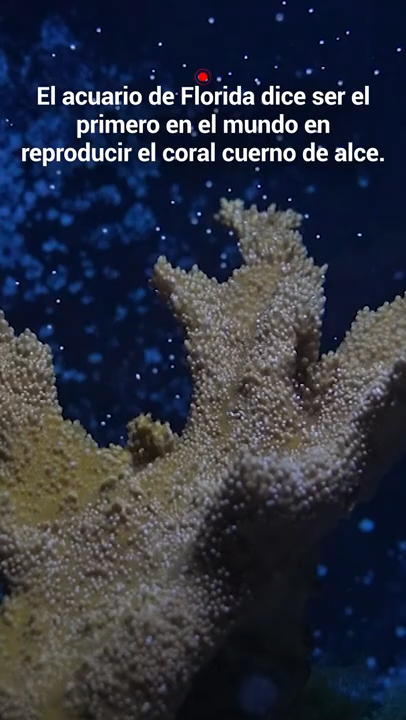 El acuario de Florida dice ser el
primero en el mundo en
reproducir el coral cuerno de alce.